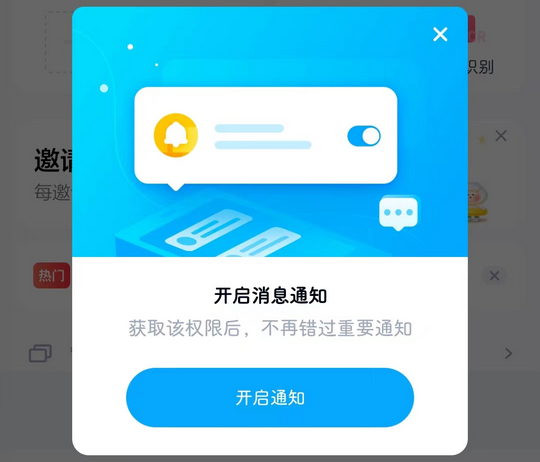 识别
邀请
每邀
热门
开启消息通知
获取该权限后，不再错过重要通知
开启通知